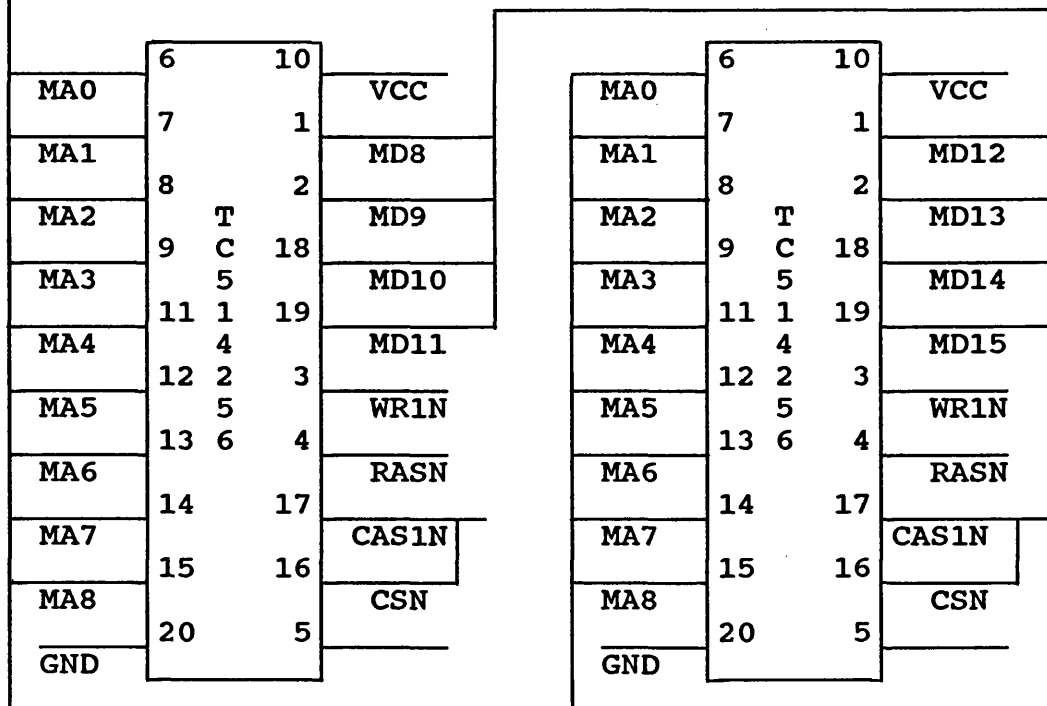 6 10 6 10
MA0 VCC MA0 VCC
7 1 7 1
MA1 MD8 MA1 MD12
8 2 8 2
MA2 T MD9 MA2 T MD13
9 C 18 9 C 18
MA3 5 MD10 MA3 5 MD14
11 1 19 11 1 19
MA4 4 MD11 MA4 4 MD15
12 2 3 12 2 3
MA5 5 WR1N MA5 5 WR1N
13 6 4 13 6 4
MA6 RASN MA6 RASN
14 17 14 17
MA7 CAS1N MA7 CAS1N
15 16 15 16
MA8 CSN MA8 CSN
20 5 20 5
GND GND